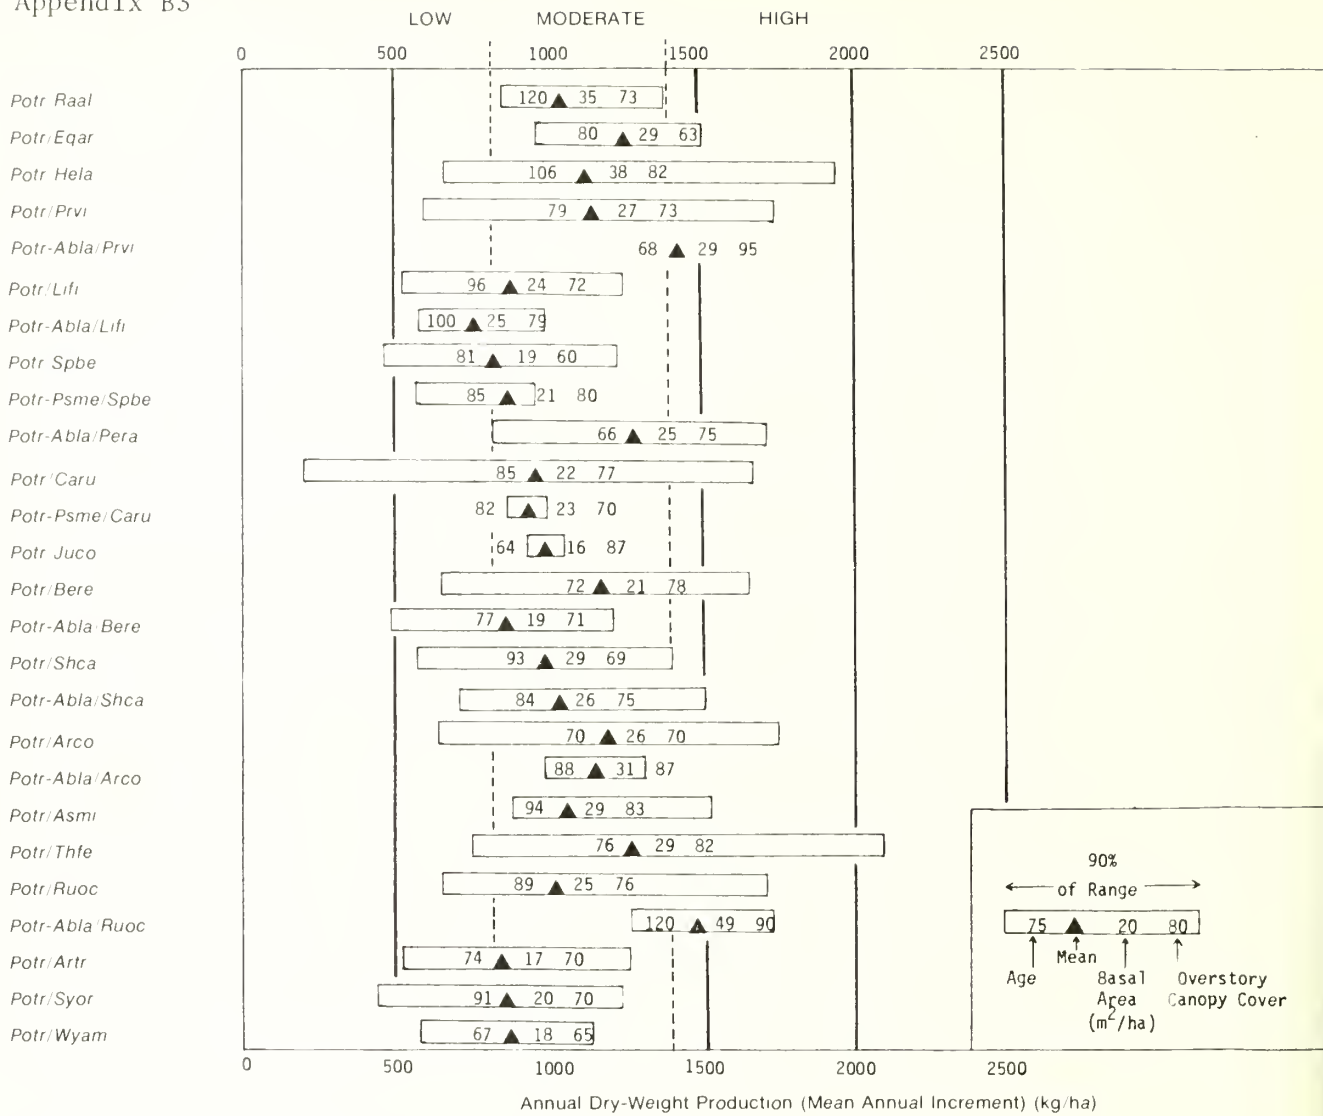 Appendix B3
LOW MODERATE HIGH
0 500 1000 1500 2000 2500
Potr Raal 120 35 73
Potr/Eqar 80 29 63
Potr Hela 106 38 82
Potr/Prvi 79 27 73
Potr-Abla/Prvi 68 29 95
Potr/Lifi 96 24 72
Potr-Abla/Lifi 100 25 79
Potr Spbe 81 19 60
Potr-Psme/Spbe 85 21 80
Potr-Abla/Pera 66 25 75
Potr/Caru 85 22 77
Potr-Psme/Caru 82 23 70
Potr Juco 64 16 87
Potr/Bere 72 21 78
Potr-Abla Bere 77 19 71
Potr/Shca 93 29 69
Potr-Abla/Shca 84 26 75
Potr/Arco 70 26 70
Potr-Abla/Arco 88 31 87
Potr/Asmi 94 29 83
Potr/Thfe 76 29 82
Potr/Ruoc 89 25 76
Potr-Abla/Ruoc 120 49 90
Potr/Artr 74 17 70
Potr/Syor 91 20 70
Potr/Wyam 67 18 65
90%
of Range
75 20 80
Mean
Age Basal Overstory
Area Canopy Cover
(m²/ha)
0 500 1000 1500 2000 2500
Annual Dry-Weight Production (Mean Annual Increment) (kg/ha)